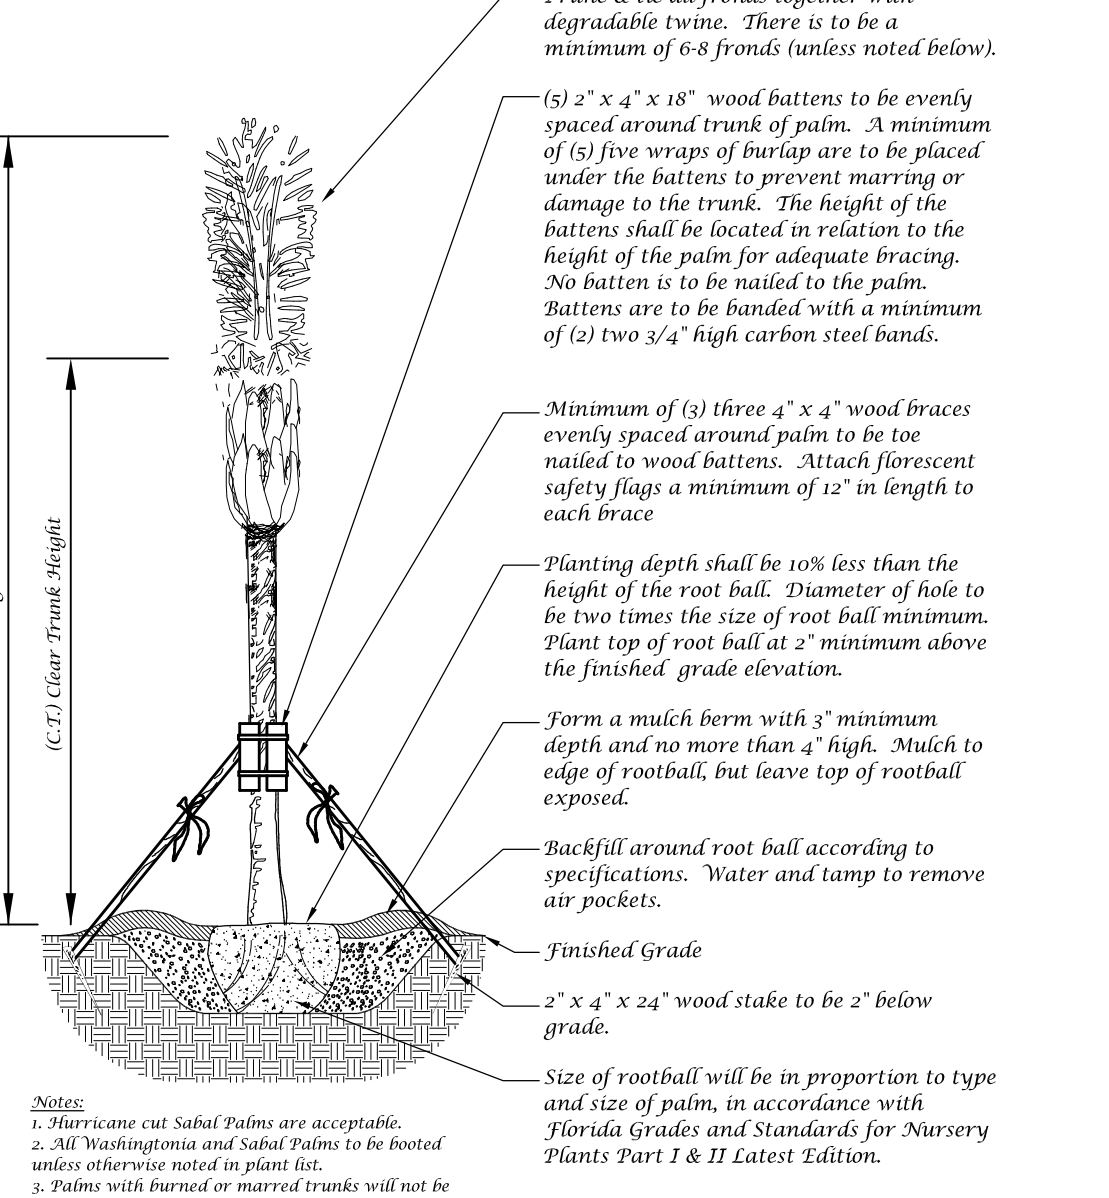 degradable twine. There is to be a
minimum of 6-8 fronds (unless noted below).
(5) 2" x 4" x 18" wood battens to be evenly
spaced around trunk of palm. A minimum
of (5) five wraps of burlap are to be placed
under the battens to prevent marring or
damage to the trunk. The height of the
battens shall be located in relation to the
height of the palm for adequate bracing.
No batten is to be nailed to the palm.
Battens are to be banded with a minimum
of (2) two 3/4" high carbon steel bands.
Minimum of (3) three 4" x 4" wood braces
evenly spaced around palm to be toe
nailed to wood battens. Attach florescent
safety flags a minimum of 12" in length to
each brace
(C.T.) Clear Trunk Height
Planting depth shall be 10% less than the
height of the root ball. Diameter of hole to
be two times the size of root ball minimum.
Plant top of root ball at 2" minimum above
the finished grade elevation.
Form a mulch berm with 3" minimum
depth and no more than 4" high. Mulch to
edge of rootball, but leave top of rootball
exposed.
Backfill around root ball according to
specifications. Water and tamp to remove
air pockets.
Finished Grade
2" x 4" x 24" wood stake to be 2" below
grade.
Size of rootball will be in proportion to type
and size of palm, in accordance with
Florida Grades and Standards for Nursery
Plants Part I & II Latest Edition.
Notes:
1. Hurricane cut Sabal Palms are acceptable.
2. All Washingtonia and Sabal Palms to be booted
unless otherwise noted in plant list.
3. Palms with burned or marred trunks will not be